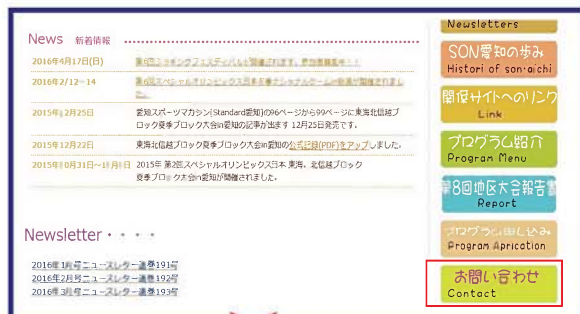 News 新着情報
2016年4月17日(日)
2016年2/12-14
2015年12月25日 愛知スポーツマガジン(Standard愛知)の96ページから99ページに東海北信越ブ
ロック夏季ブロック大会in愛知の記事が出ます 12月25日発売です。
2015年12月22日 東海北信越ブロック夏季ブロック大会in愛知の公式記録(PDF)をアップしました。
2015年10月31日~11月1日 2015年 第2回スペシャルオリンピックス日本 東海、北信越ブロック
夏季ブロック大会in愛知が開催されました。
Newsletter・・・・
2016年1月号ニュースレター通巻191号
2016年2月号ニュースレター通巻192号
2016年3月号ニュースレター通巻193号
Newsletters
SON愛知の歩み
Histori of son·aichi
関係サイトへのリンク
Link
プログラム紹介
Program Menu
第8回地区大会報告書
Report
プログラム申し込み
Program Aprication
お問い合わせ
Contact